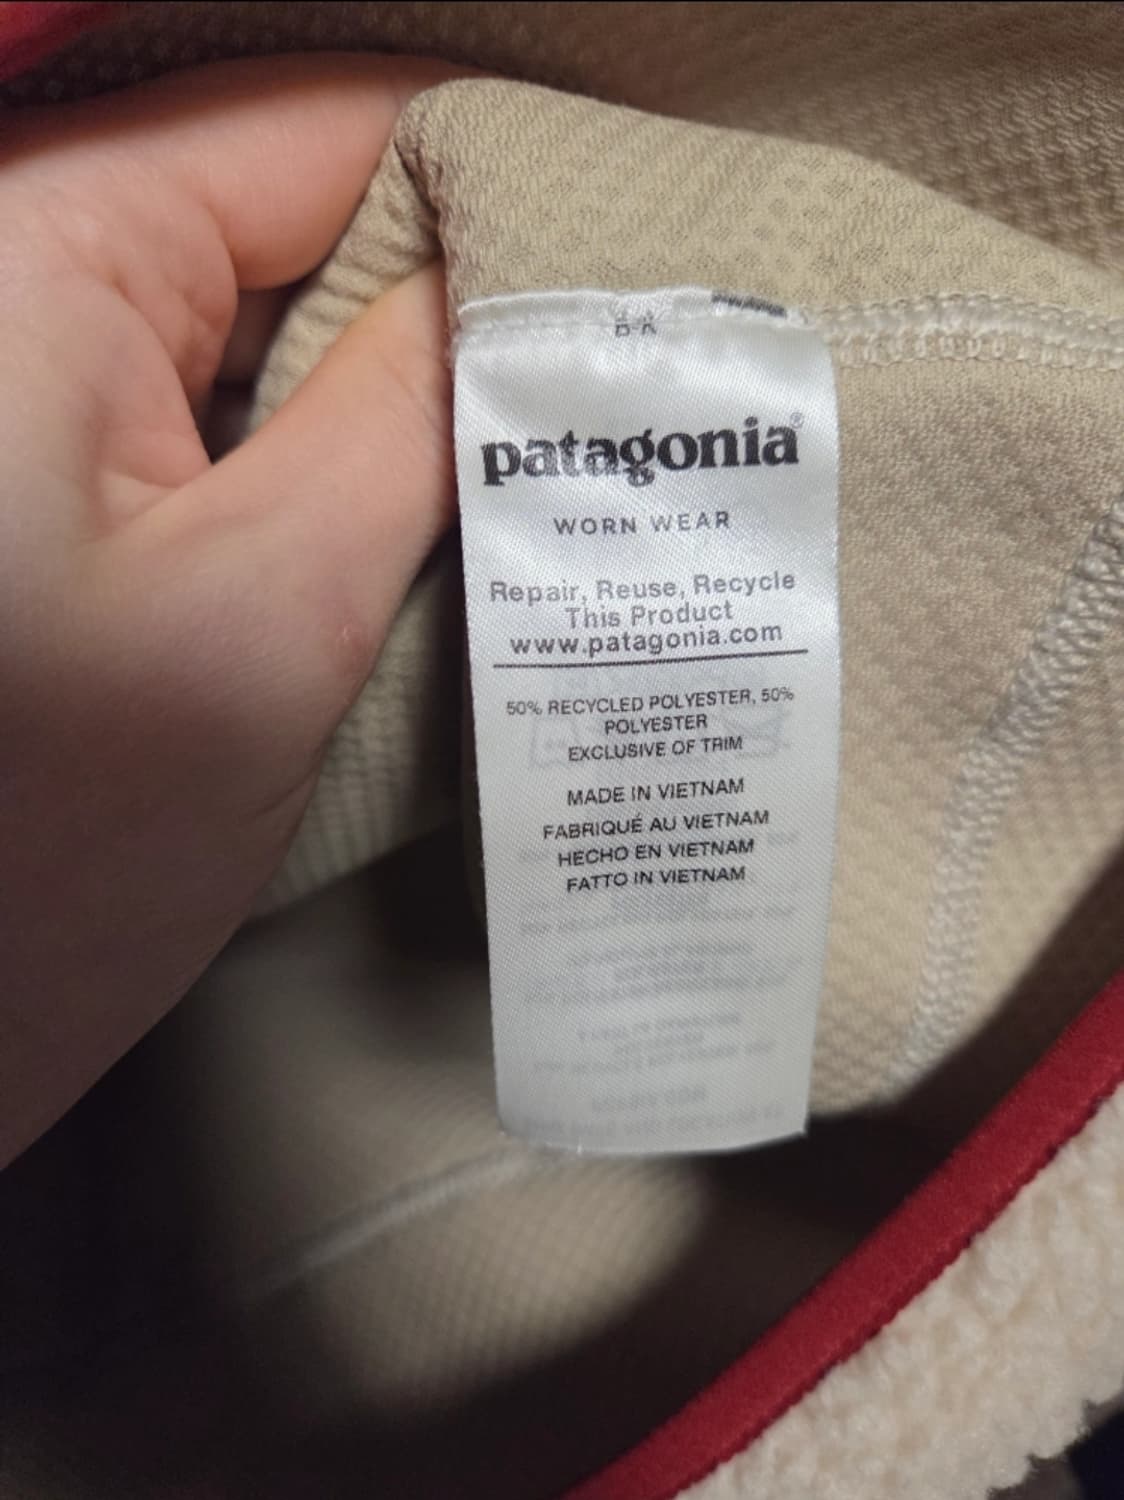 patagonia®
WORN WEAR
Repair, Reuse, Recycle
This Product
www.patagonia.com
50% RECYCLED POLYESTER, 50%
POLYESTER
EXCLUSIVE OF TRIM
MADE IN VIETNAM
FABRIQUÉ AU VIETNAM
HECHO EN VIETNAM
FATTO IN VIETNAM